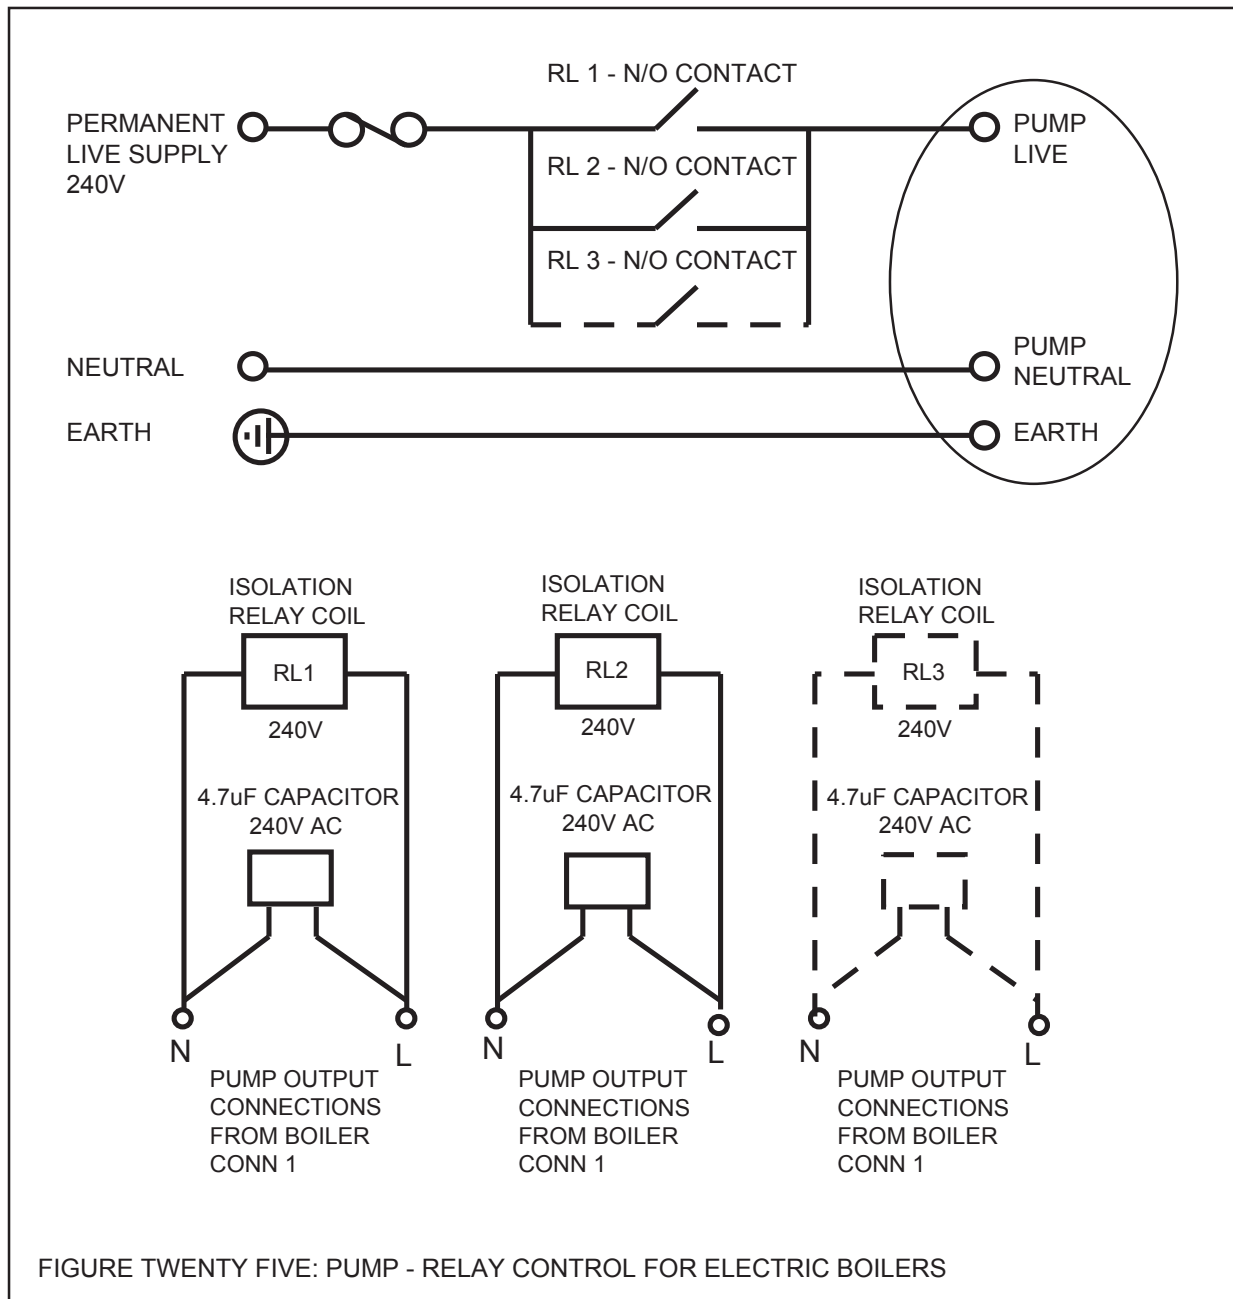 RL 1 - N/O CONTACT
PERMANENT
LIVE SUPPLY
240V
PUMP
LIVE
RL 2 - N/O CONTACT
RL 3 - N/O CONTACT
NEUTRAL
PUMP
NEUTRAL
EARTH
EARTH
ISOLATION
RELAY COIL
RL1
240V
4.7uF CAPACITOR
240V AC
N
L
PUMP OUTPUT
CONNECTIONS
FROM BOILER
CONN 1
ISOLATION
RELAY COIL
RL2
240V
4.7uF CAPACITOR
240V AC
N
L
PUMP OUTPUT
CONNECTIONS
FROM BOILER
CONN 1
ISOLATION
RELAY COIL
RL3
240V
4.7uF CAPACITOR
240V AC
N
L
PUMP OUTPUT
CONNECTIONS
FROM BOILER
CONN 1
FIGURE TWENTY FIVE: PUMP - RELAY CONTROL FOR ELECTRIC BOILERS